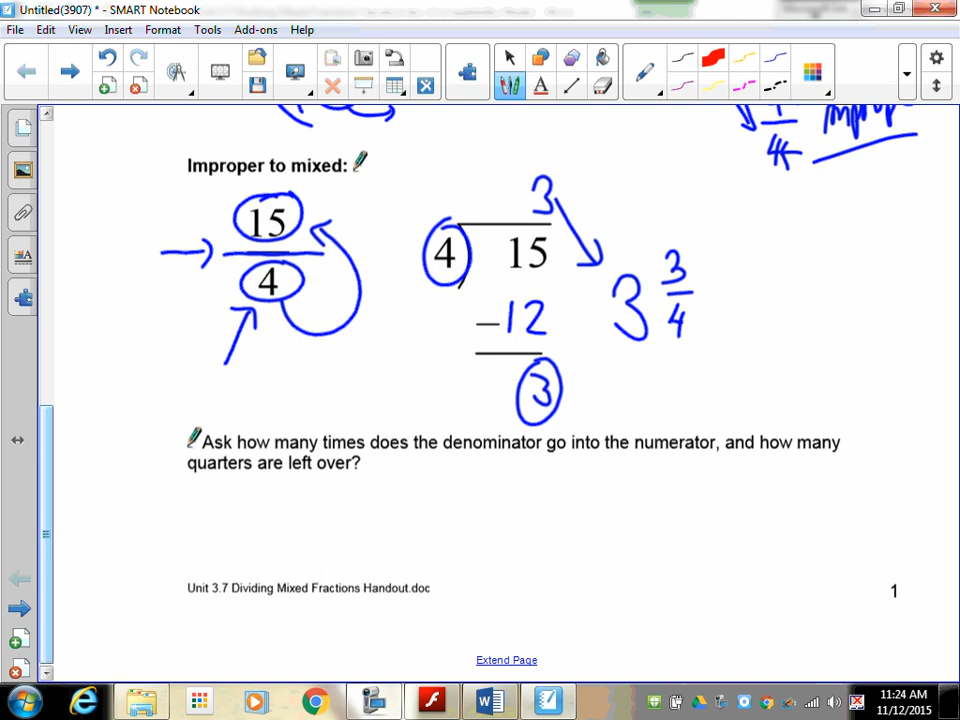 Untitled(3907) * - SMART Notebook
File Edit View Insert Format Tools Add-ons Help
1
4
Improper to mixed:
15
4
3
4 15
-12
3
3 3/4
Ask how many times does the denominator go into the numerator, and how many
quarters are left over?
Unit 3.7 Dividing Mixed Fractions Handout.doc
1
Extend Page
11:24 AM
11/12/2015